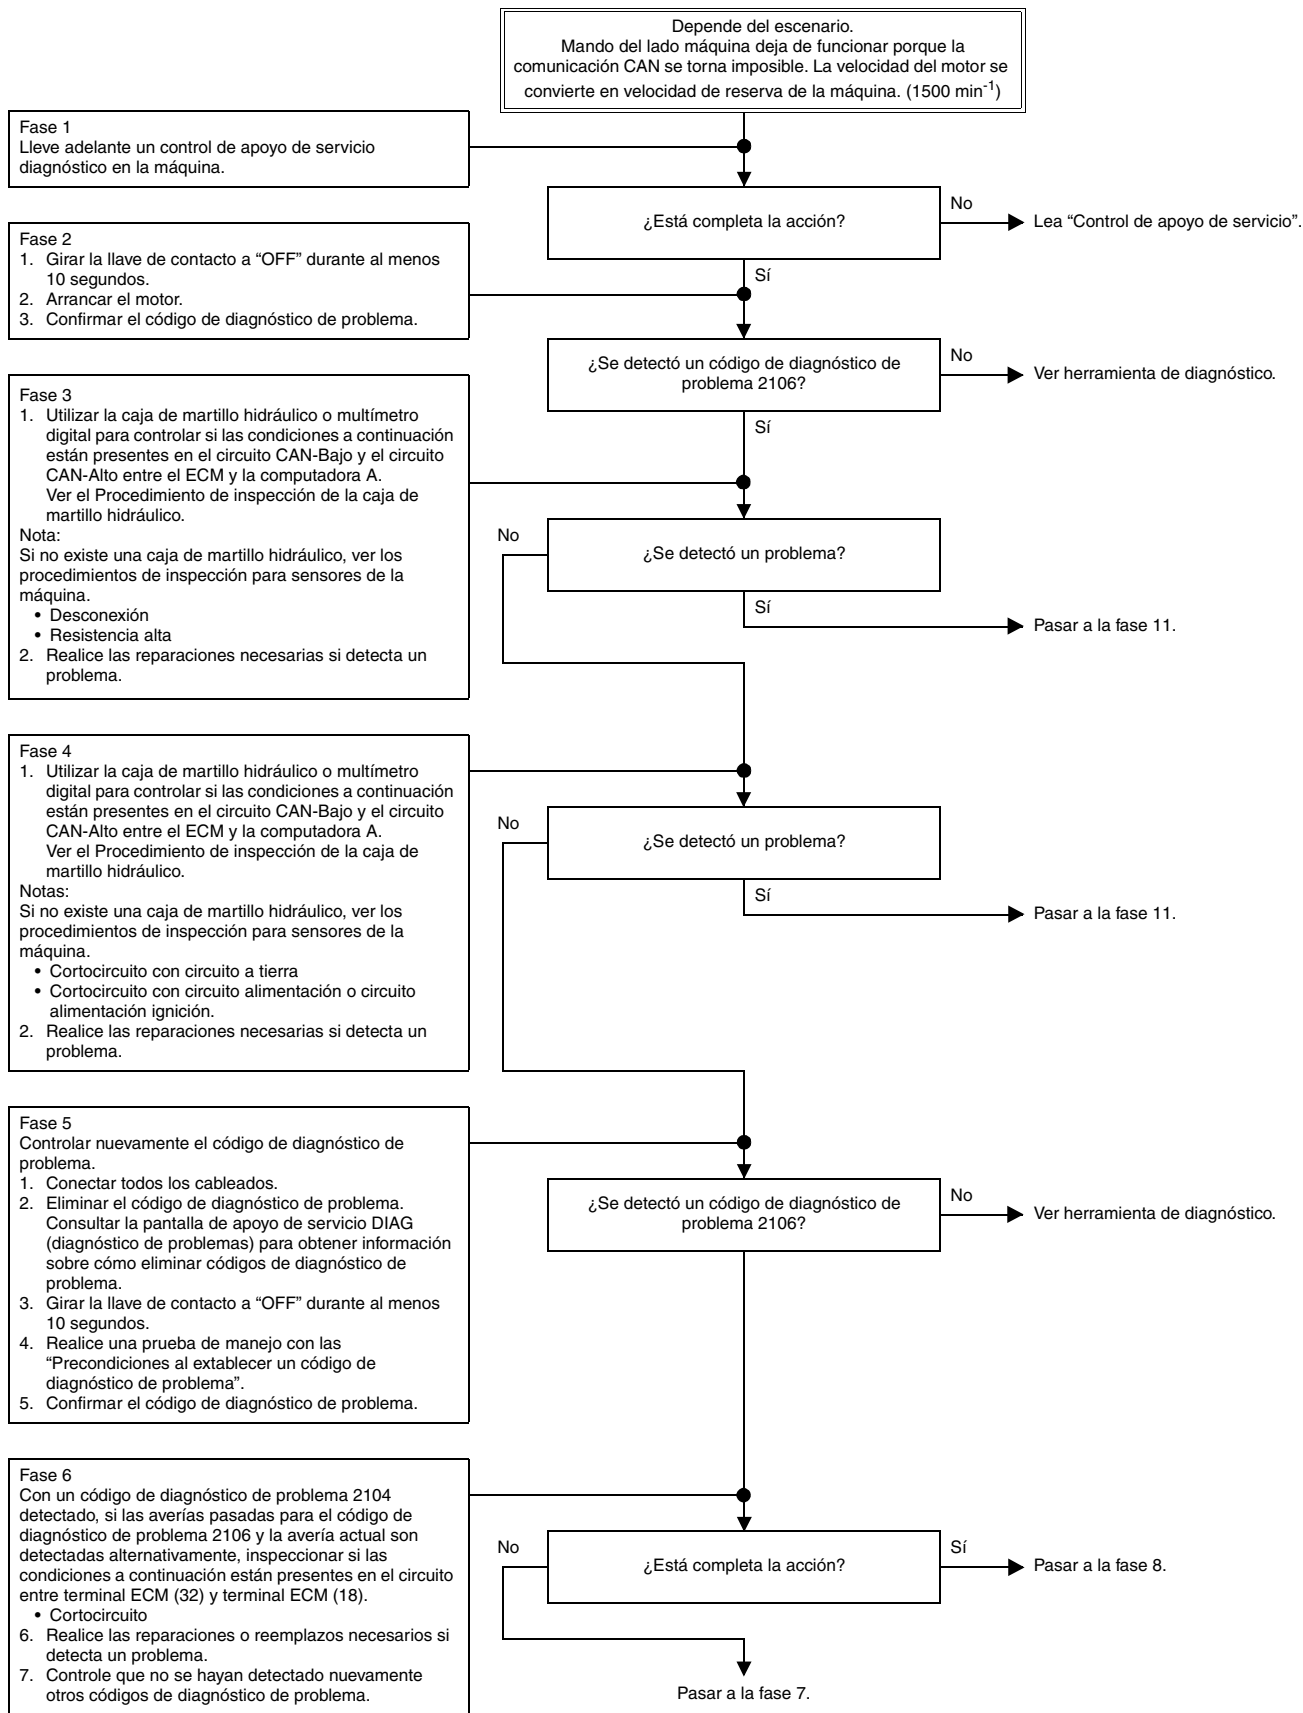 Depende del escenario.
Mando del lado máquina deja de funcionar porque la
comunicación CAN se torna imposible. La velocidad del motor se
convierte en velocidad de reserva de la máquina. (1500 min-1)
Fase 1
Lleve adelante un control de apoyo de servicio
diagnóstico en la máquina.
¿Está completa la acción?
No
Lea “Control de apoyo de servicio”.
Sí
Fase 2
1. Girar la llave de contacto a “OFF” durante al menos
10 segundos.
2. Arrancar el motor.
3. Confirmar el código de diagnóstico de problema.
¿Se detectó un código de diagnóstico de
problema 2106?
No
Ver herramienta de diagnóstico.
Sí
Fase 3
1. Utilizar la caja de martillo hidráulico o multímetro
digital para controlar si las condiciones a continuación
están presentes en el circuito CAN-Bajo y el circuito
CAN-Alto entre el ECM y la computadora A.
Ver el Procedimiento de inspección de la caja de
martillo hidráulico.
Nota:
Si no existe una caja de martillo hidráulico, ver los
procedimientos de inspección para sensores de la
máquina.
• Desconexión
• Resistencia alta
2. Realice las reparaciones necesarias si detecta un
problema.
No
¿Se detectó un problema?
Sí
Pasar a la fase 11.
Fase 4
1. Utilizar la caja de martillo hidráulico o multímetro
digital para controlar si las condiciones a continuación
están presentes en el circuito CAN-Bajo y el circuito
CAN-Alto entre el ECM y la computadora A.
Ver el Procedimiento de inspección de la caja de
martillo hidráulico.
Notas:
Si no existe una caja de martillo hidráulico, ver los
procedimientos de inspección para sensores de la
máquina.
• Cortocircuito con circuito a tierra
• Cortocircuito con circuito alimentación o circuito
alimentación ignición.
2. Realice las reparaciones necesarias si detecta un
problema.
No
¿Se detectó un problema?
Sí
Pasar a la fase 11.
Fase 5
Controlar nuevamente el código de diagnóstico de
problema.
1. Conectar todos los cableados.
2. Eliminar el código de diagnóstico de problema.
Consultar la pantalla de apoyo de servicio DIAG
(diagnóstico de problemas) para obtener información
sobre cómo eliminar códigos de diagnóstico de
problema.
3. Girar la llave de contacto a “OFF” durante al menos
10 segundos.
4. Realice una prueba de manejo con las
“Precondiciones al extablecer un código de
diagnóstico de problema”.
5. Confirmar el código de diagnóstico de problema.
¿Se detectó un código de diagnóstico de
problema 2106?
No
Ver herramienta de diagnóstico.
Fase 6
Con un código de diagnóstico de problema 2104
detectado, si las averías pasadas para el código de
diagnóstico de problema 2106 y la avería actual son
detectadas alternativamente, inspeccionar si las
condiciones a continuación están presentes en el circuito
entre terminal ECM (32) y terminal ECM (18).
• Cortocircuito
6. Realice las reparaciones o reemplazos necesarios si
detecta un problema.
7. Controle que no se hayan detectado nuevamente
otros códigos de diagnóstico de problema.
No
¿Está completa la acción?
Sí
Pasar a la fase 8.
Pasar a la fase 7.